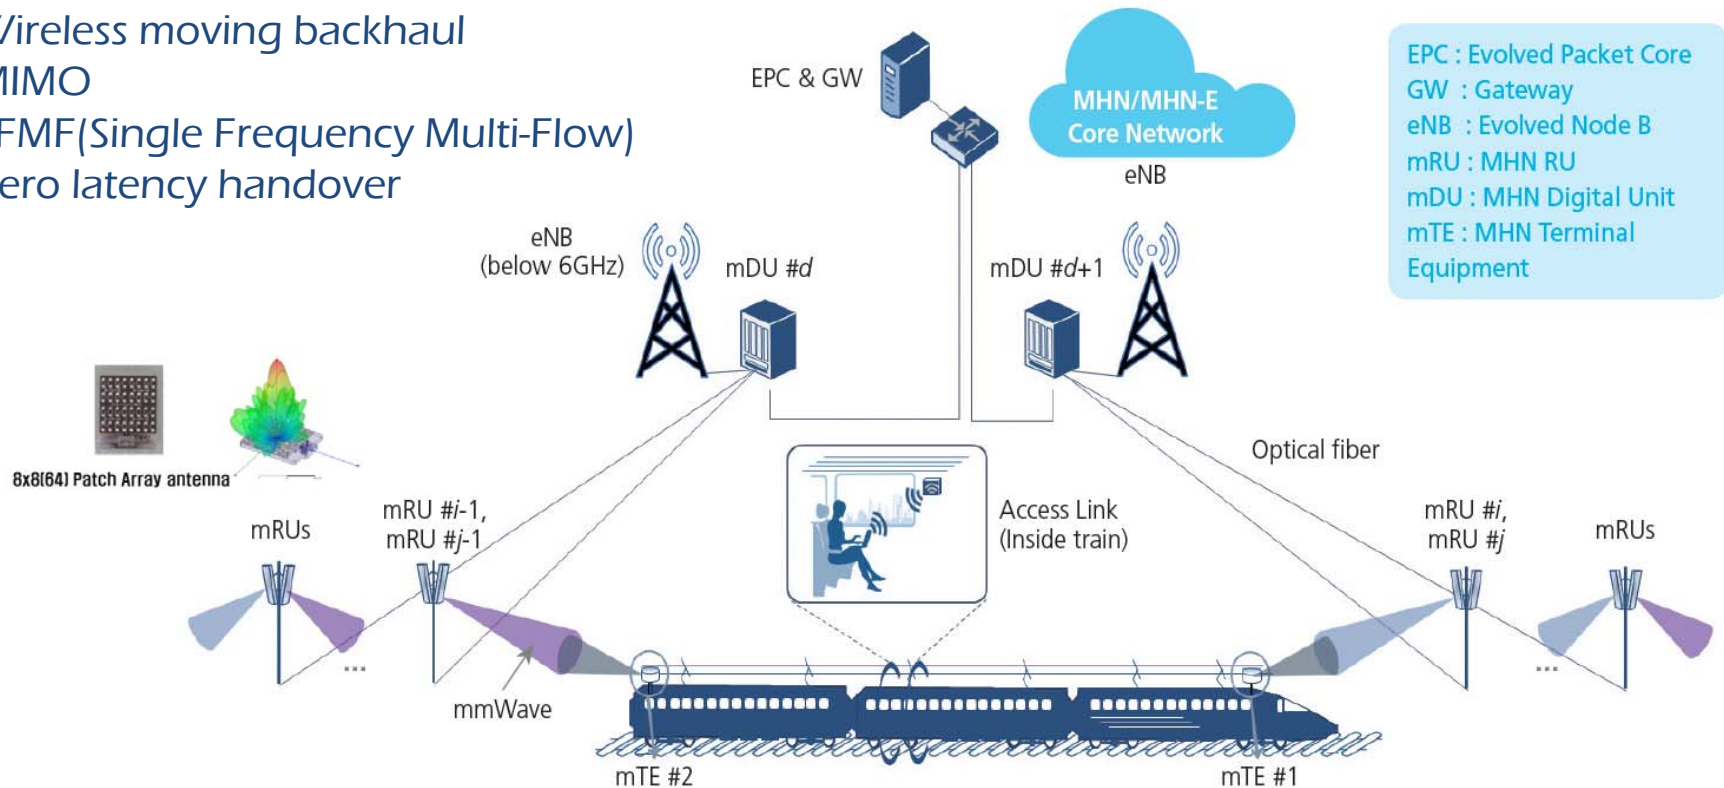 Wireless moving backhaul
MIMO
FMF(Single Frequency Multi-Flow)
ero latency handover
EPC & GW
MHN/MHN-E
Core Network
eNB
EPC : Evolved Packet Core
GW : Gateway
eNB : Evolved Node B
mRU : MHN RU
mDU : MHN Digital Unit
mTE : MHN Terminal
Equipment
eNB
(below 6GHz)
mDU #d
mDU #d+1
8x8(64) Patch Array antenna
Optical fiber
Access Link
(Inside train)
mRUs
mRU #i-1,
mRU #j-1
mRU #i,
mRU #j
mRUs
...
...
mmWave
mTE #2
mTE #1